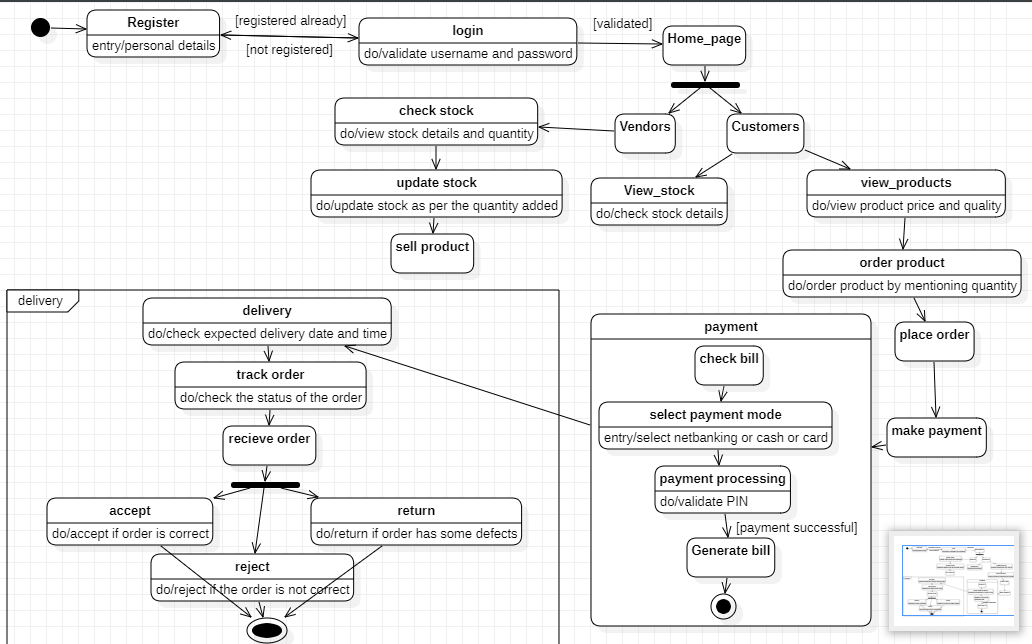 Register
entry/personal details
[registered already]
[not registered]
login
do/validate username and password
[validated]
Home_page
check stock
do/view stock details and quantity
Vendors
Customers
update stock
do/update stock as per the quantity added
View_stock
do/check stock details
view_products
do/view product price and quality
sell product
order product
do/order product by mentioning quantity
place order
make payment
payment
check bill
select payment mode
entry/select netbanking or cash or card
payment processing
do/validate PIN
[payment successful]
Generate bill
delivery
delivery
do/check expected delivery date and time
track order
do/check the status of the order
recieve order
accept
do/accept if order is correct
return
do/return if order has some defects
reject
do/reject if the order is not correct